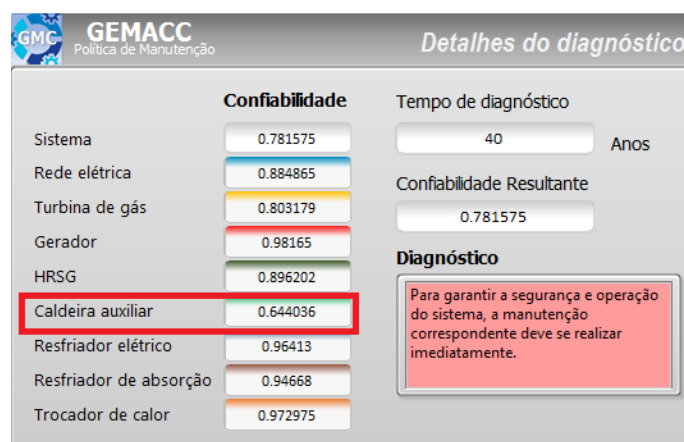 GMC
GEMACC
Política de Manutenção
Detalhes do diagnóstico
Confiabilidade
Sistema 0.781575
Rede elétrica 0.884865
Turbina de gás 0.803179
Gerador 0.98165
HRSG 0.896202
Caldeira auxiliar 0.644036
Resfriador elétrico 0.96413
Resfriador de absorção 0.94668
Trocador de calor 0.972975
Tempo de diagnóstico
40 Anos
Confiabilidade Resultante
0.781575
Diagnóstico
Para garantir a segurança e operação
do sistema, a manutenção
correspondente deve se realizar
imediatamente.